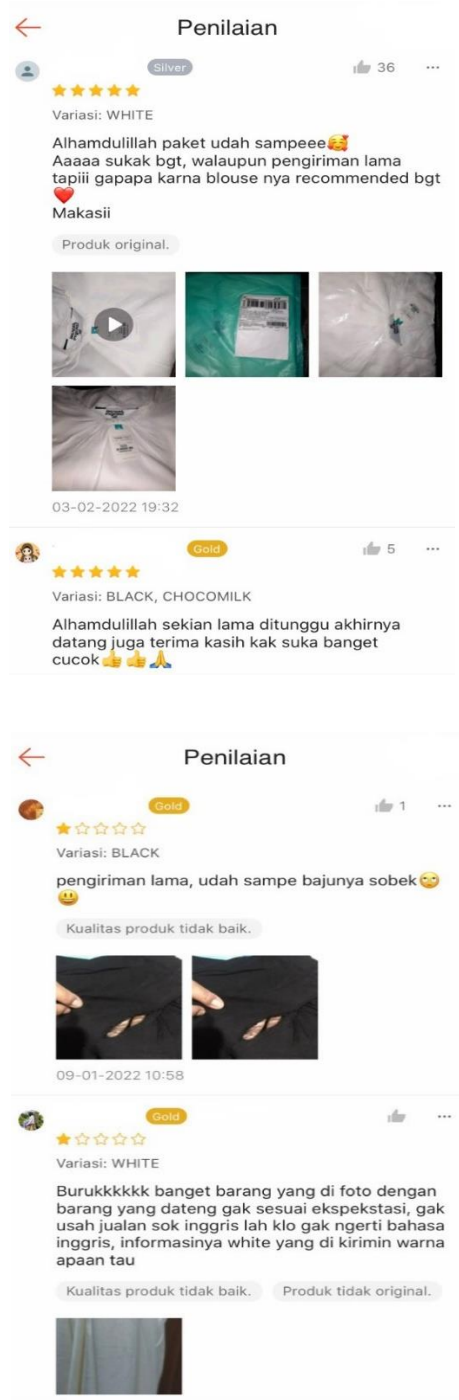 Penilaian
Silver
36
Variasi: WHITE
Alhamdulillah paket udah sampeee🥰
Aaaaa sukak bgt, walaupun pengiriman lama
tapiii gapapa karna blouse nya recommended bgt
❤️
Makasii
Produk original.
03-02-2022 19:32
Gold
5
Variasi: BLACK, CHOCOMILK
Alhamdulillah sekian lama ditunggu akhirnya
datang juga terima kasih kak suka banget
cucok👍👍🙏
Penilaian
Gold
1
Variasi: BLACK
pengiriman lama, udah sampe bajunya sobek🙄
😃
Kualitas produk tidak baik.
09-01-2022 10:58
Gold
Variasi: WHITE
Burukkkkkk banget barang yang di foto dengan
barang yang dateng gak sesuai ekspekstasi, gak
usah jualan sok inggris lah klo gak ngerti bahasa
inggris, informasinya white yang di kirimin warna
apaan tau
Kualitas produk tidak baik.
Produk tidak original.